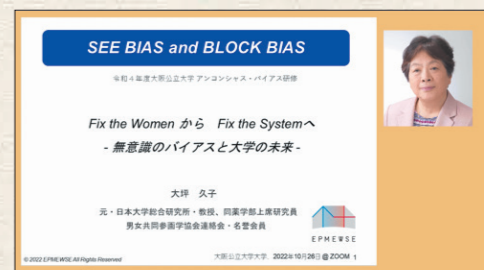 SEE BIAS and BLOCK BIAS
令和４年度大阪公立大学 アンコンシャス・バイアス研修
Fix the Women から　Fix the Systemへ
- 無意識のバイアスと大学の未来 -
大坪　久子
元・日本大学総合研究所・教授、同薬学部上席研究員
男女共同参画学協会連絡会・名誉会員
EPMEWSE
© 2022 EPMEWSE All Rights Reserved
大阪公立大学大学. 2022年10月26日@ZOOM 1